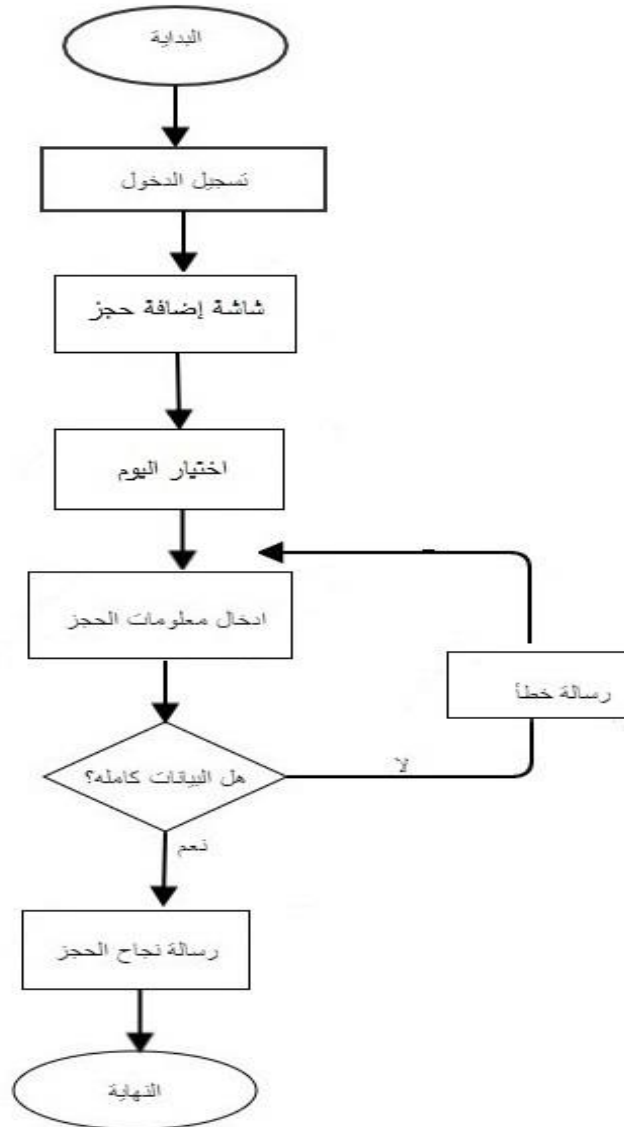 البداية
تسجيل الدخول
شاشة إضافة حجز
اختيار اليوم
ادخال معلومات الحجز
رسالة خطأ
هل البيانات كامله؟
لا
نعم
رسالة نجاح الحجز
النهاية